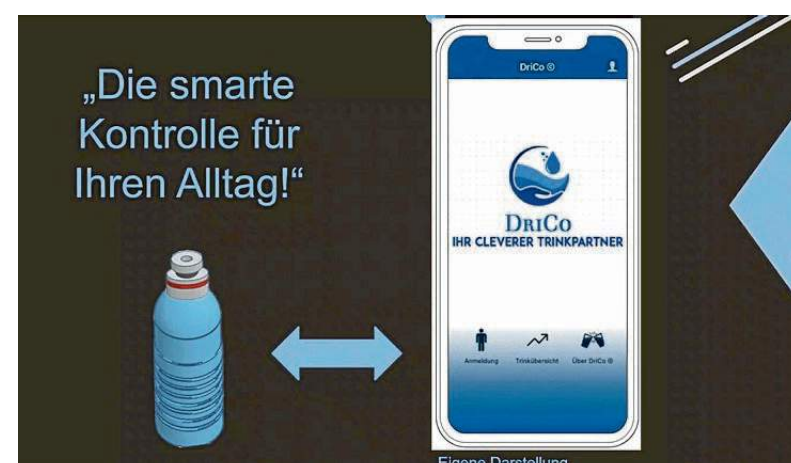 „Die smarte
Kontrolle für
Ihren Alltag!“
DriCo ©
DRICO
IHR CLEVERER TRINKPARTNER
Anmeldung Trinkübersicht Über DriCo ©
Eigene Darstellung